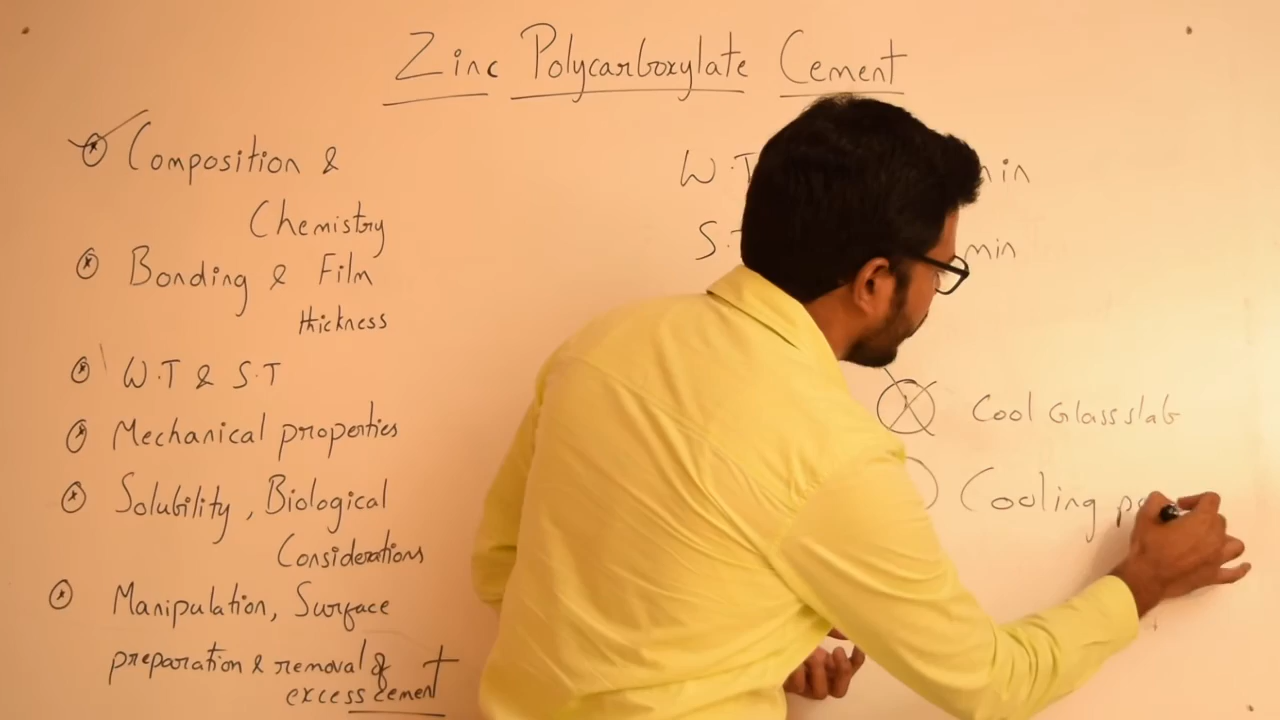 Zinc Polycarboxylate Cement
Composition &
Chemistry
Bonding & Film
thickness
W.T & S.T
Mechanical properties
Solubility, Biological
Considerations
Manipulation, Surface
preparation & removal of
excess cement
W.T min
S. min
Cool Glass slab
Cooling